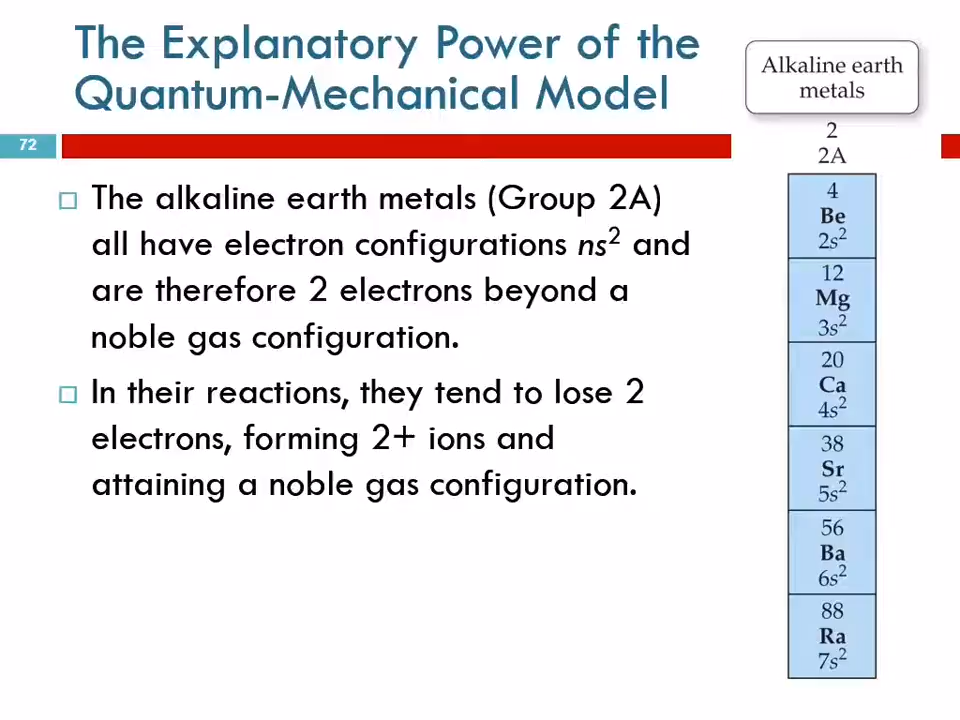 The Explanatory Power of the
Quantum-Mechanical Model
72
The alkaline earth metals (Group 2A)
all have electron configurations ns² and
are therefore 2 electrons beyond a
noble gas configuration.
In their reactions, they tend to lose 2
electrons, forming 2+ ions and
attaining a noble gas configuration.
Alkaline earth
metals
2
2A
4
Be
2s²
12
Mg
3s²
20
Ca
4s²
38
Sr
5s²
56
Ba
6s²
88
Ra
7s²